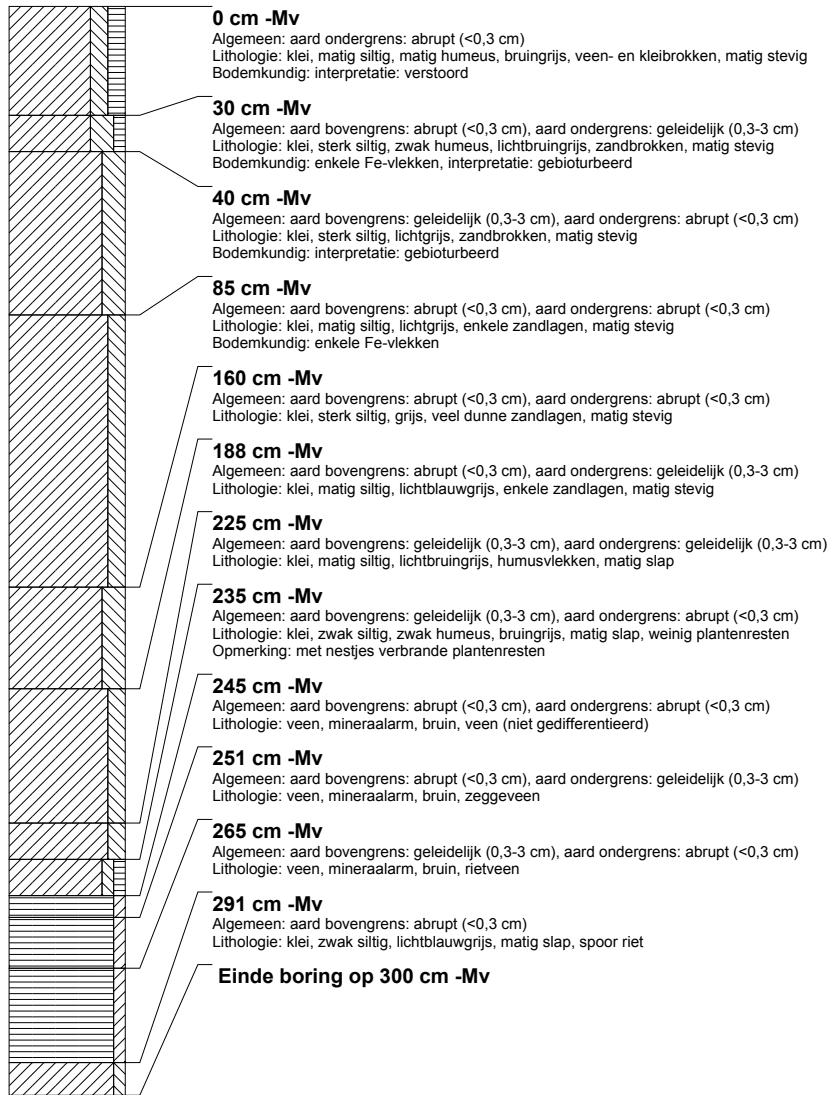 0 cm -Mv
Algemeen: aard ondergrens: abrupt (<0,3 cm)
Lithologie: klei, matig siltig, matig humeus, bruingrijs, veen- en kleibrokken, matig stevig
Bodemkundig: interpretatie: verstoord
30 cm -Mv
Algemeen: aard bovengrens: abrupt (<0,3 cm), aard ondergrens: geleidelijk (0,3-3 cm)
Lithologie: klei, sterk siltig, zwak humeus, lichtbruingrijs, zandbrokken, matig stevig
Bodemkundig: enkele Fe-vlekken, interpretatie: gebioturbeerd
40 cm -Mv
Algemeen: aard bovengrens: geleidelijk (0,3-3 cm), aard ondergrens: abrupt (<0,3 cm)
Lithologie: klei, sterk siltig, lichtgrijs, zandbrokken, matig stevig
Bodemkundig: interpretatie: gebioturbeerd
85 cm -Mv
Algemeen: aard bovengrens: abrupt (<0,3 cm), aard ondergrens: abrupt (<0,3 cm)
Lithologie: klei, matig siltig, lichtgrijs, enkele zandlagen, matig stevig
Bodemkundig: enkele Fe-vlekken
160 cm -Mv
Algemeen: aard bovengrens: abrupt (<0,3 cm), aard ondergrens: abrupt (<0,3 cm)
Lithologie: klei, sterk siltig, grijs, veel dunne zandlagen, matig stevig
188 cm -Mv
Algemeen: aard bovengrens: abrupt (<0,3 cm), aard ondergrens: geleidelijk (0,3-3 cm)
Lithologie: klei, matig siltig, lichtblauwgrijs, enkele zandlagen, matig stevig
225 cm -Mv
Algemeen: aard bovengrens: geleidelijk (0,3-3 cm), aard ondergrens: geleidelijk (0,3-3 cm)
Lithologie: klei, matig siltig, lichtbruingrijs, humusvlekken, matig slap
235 cm -Mv
Algemeen: aard bovengrens: geleidelijk (0,3-3 cm), aard ondergrens: abrupt (<0,3 cm)
Lithologie: klei, zwak siltig, zwak humeus, bruingrijs, matig slap, weinig plantenresten
Opmerking: met nestjes verbrande plantenresten
245 cm -Mv
Algemeen: aard bovengrens: abrupt (<0,3 cm), aard ondergrens: abrupt (<0,3 cm)
Lithologie: veen, mineraalarm, bruin, veen (niet gedifferentieerd)
251 cm -Mv
Algemeen: aard bovengrens: abrupt (<0,3 cm), aard ondergrens: geleidelijk (0,3-3 cm)
Lithologie: veen, mineraalarm, bruin, zeggeveen
265 cm -Mv
Algemeen: aard bovengrens: geleidelijk (0,3-3 cm), aard ondergrens: abrupt (<0,3 cm)
Lithologie: veen, mineraalarm, bruin, rietveen
291 cm -Mv
Algemeen: aard bovengrens: abrupt (<0,3 cm)
Lithologie: klei, zwak siltig, lichtblauwgrijs, matig slap, spoor riet
Einde boring op 300 cm -Mv